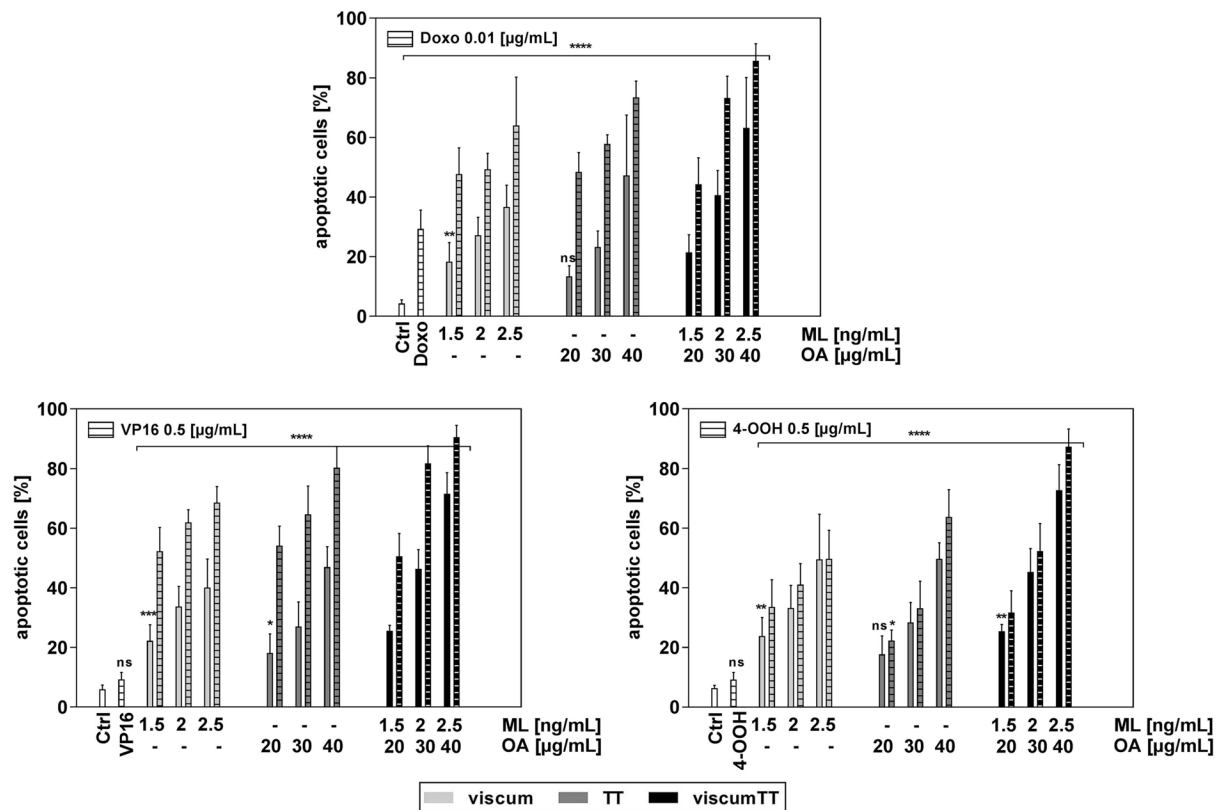 100
80
60
40
20
0
apoptotic cells [%]
Doxo 0.01 [µg/mL]
****
**
ns
Ctrl
Doxo
1.5 2 2.5 - - - 1.5 2 2.5 ML [ng/mL]
- - - 20 30 40 20 30 40 OA [µg/mL]
100
80
60
40
20
0
apoptotic cells [%]
VP16 0.5 [µg/mL]
****
ns
***
*
Ctrl
VP16
1.5 2 2.5 - - - 1.5 2 2.5 ML [ng/mL]
- - - 20 30 40 20 30 40 OA [µg/mL]
100
80
60
40
20
0
apoptotic cells [%]
4-OOH 0.5 [µg/mL]
****
ns
**
ns
*
**
Ctrl
4-OOH
1.5 2 2.5 - - - 1.5 2 2.5 ML [ng/mL]
- - - 20 30 40 20 30 40 OA [µg/mL]
viscum TT viscumTT